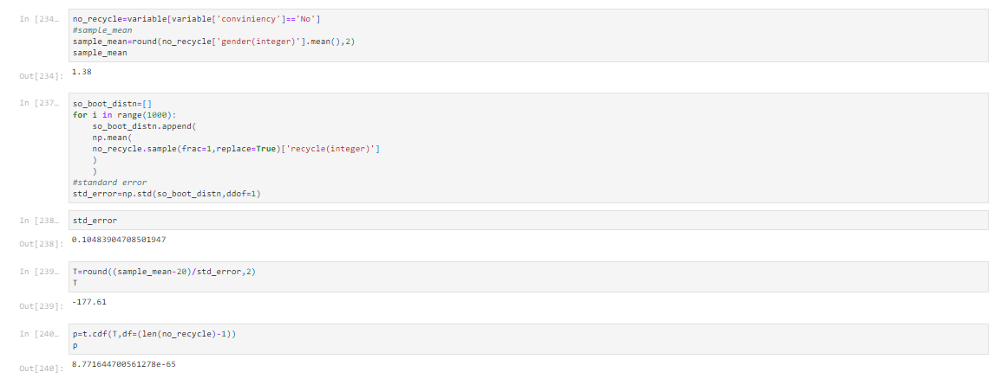 In [234… no_recycle=variable[variable['conviniency']=='No']
#sample_mean
sample_mean=round(no_recycle['gender(integer)'].mean(),2)
sample_mean
Out[234]: 1.38
In [237… so_boot_distn=[]
for i in range(1000):
so_boot_distn.append(
np.mean(
no_recycle.sample(frac=1,replace=True)['recycle(integer)']
)
)
#standard error
std_error=np.std(so_boot_distn,ddof=1)
In [238… std_error
Out[238]: 0.10483904708501947
In [239… T=round((sample_mean-20)/std_error,2)
T
Out[239]: -177.61
In [240… p=t.cdf(T,df=(len(no_recycle)-1))
p
Out[240]: 8.771644700561278e-65